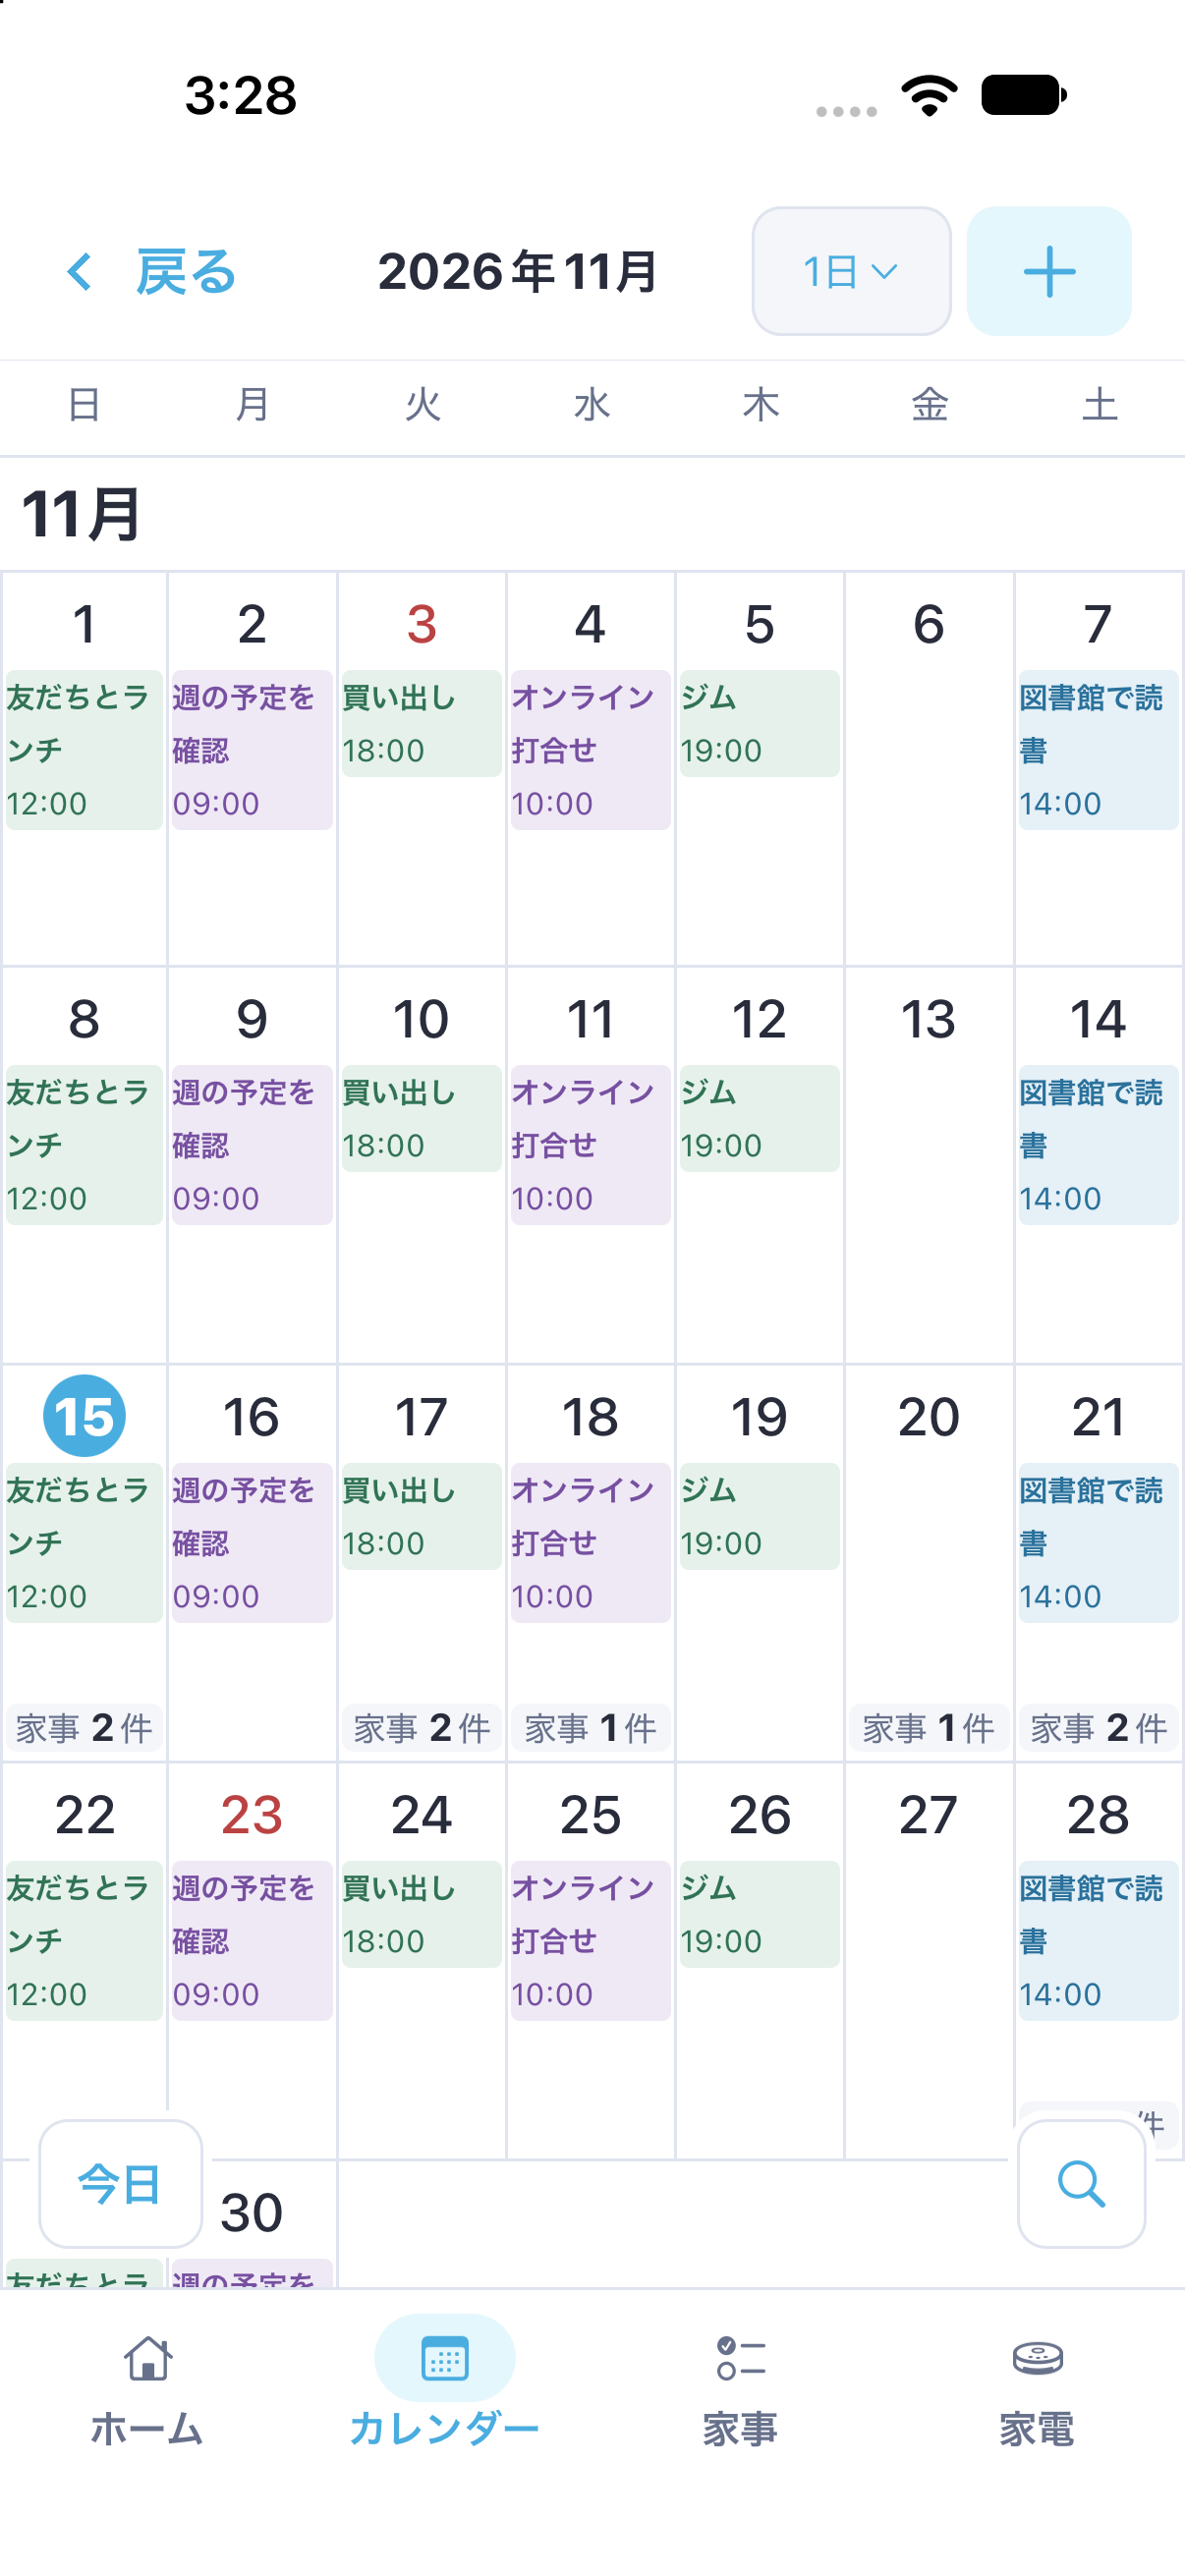 3:28
戻る 2026年11月 1日
日 月 火 水 木 金 土
11月
1 2 3 4 5 6 7
友だちとラ 週の予定を 買い出し オンライン ジム 図書館で読
ンチ 確認 18:00 打合せ 19:00 書
12:00 09:00 10:00 14:00
8 9 10 11 12 13 14
友だちとラ 週の予定を 買い出し オンライン ジム 図書館で読
ンチ 確認 18:00 打合せ 19:00 書
12:00 09:00 10:00 14:00
15 16 17 18 19 20 21
友だちとラ 週の予定を 買い出し オンライン ジム 図書館で読
ンチ 確認 18:00 打合せ 19:00 書
12:00 09:00 10:00 14:00
家事 2 件 家事 2 件 家事 1 件 家事 1 件 家事 2 件
22 23 24 25 26 27 28
友だちとラ 週の予定を 買い出し オンライン ジム 図書館で読
ンチ 確認 18:00 打合せ 19:00 書
12:00 09:00 10:00 14:00
件
今日 30
友だちとラ 週の予定を
ホーム カレンダー 家事 家電